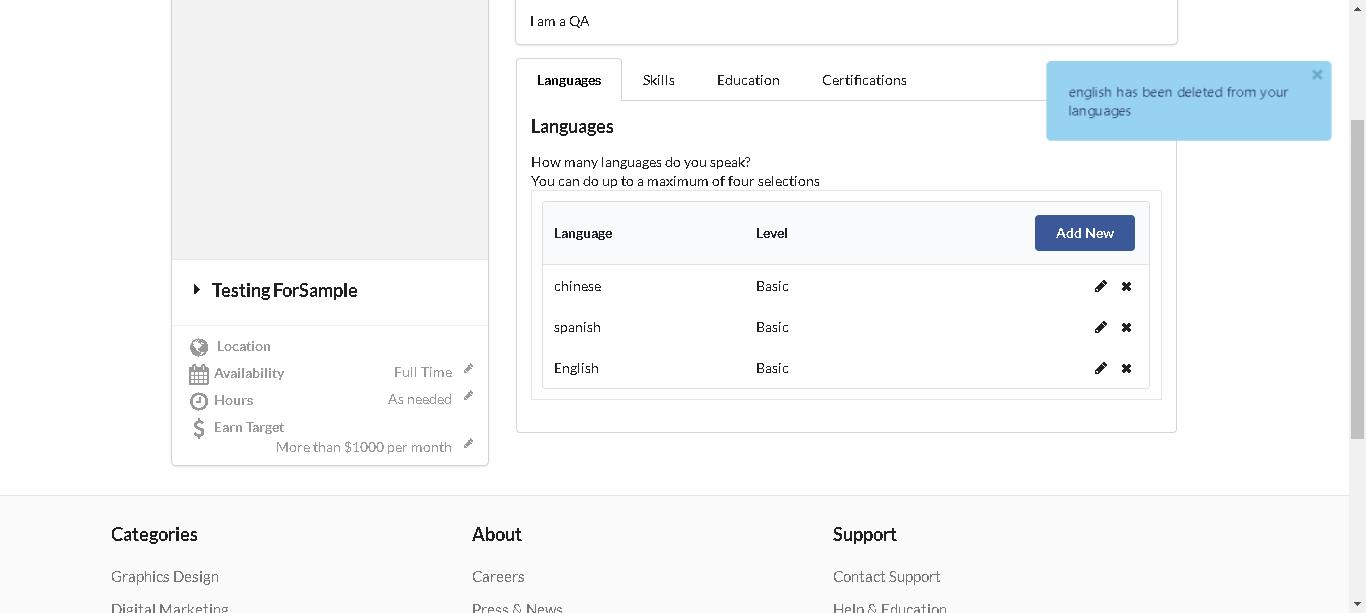 I am a QA
Languages Skills Education Certifications
english has been deleted from your
languages
Languages
How many languages do you speak?
You can do up to a maximum of four selections
Language Level Add New
chinese Basic
spanish Basic
English Basic
Testing ForSample
Location
Availability Full Time
Hours As needed
Earn Target
More than $1000 per month
Categories About Support
Graphics Design Careers Contact Support
Digital Marketing Press & News Help & Education